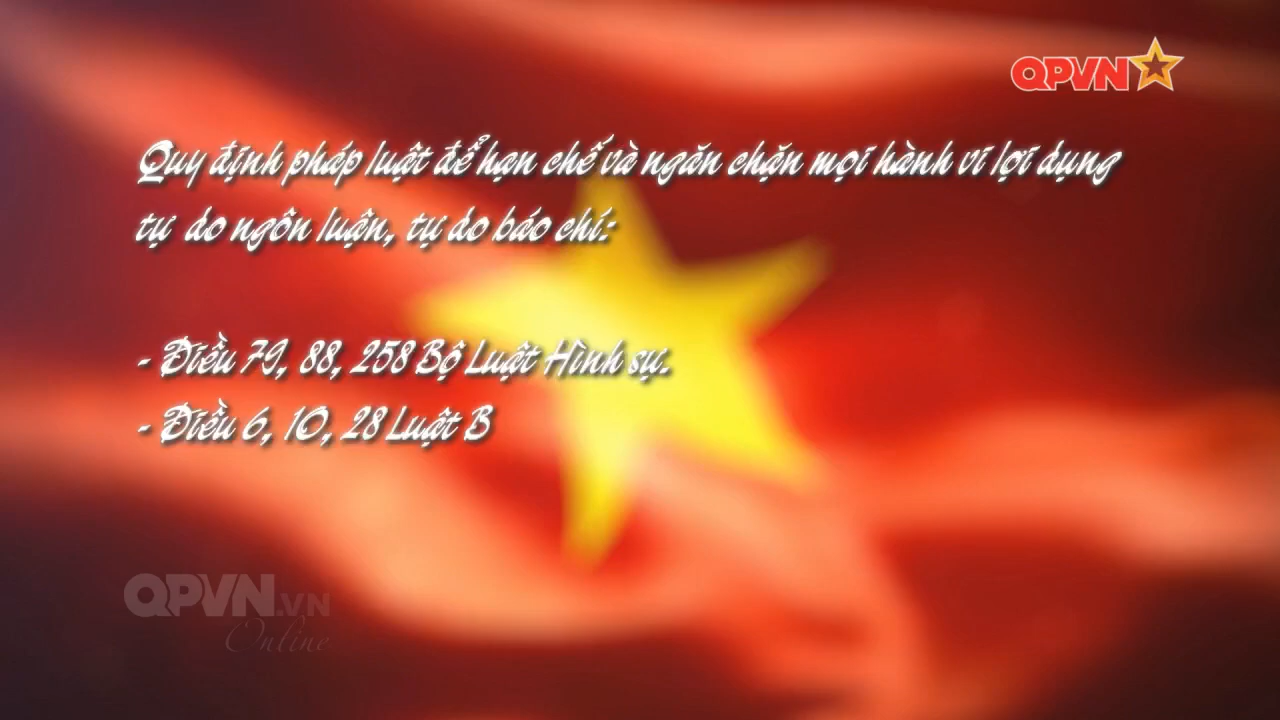 QPVN
Quy định pháp luật để hạn chế và ngăn chặn mọi hành vi lợi dụng
tự do ngôn luận, tự do báo chí:
- Điều 79, 88, 258 Bộ Luật Hình sự.
- Điều 6, 10, 28 Luật B
QPVN.VN
Online